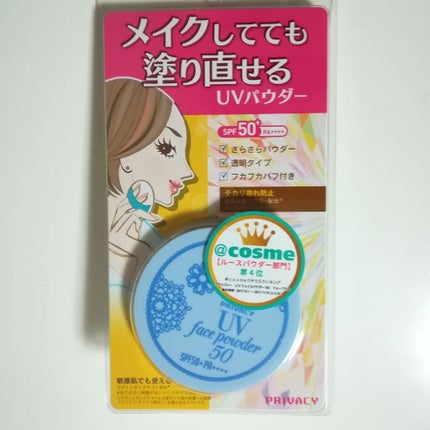 メイクしてても
塗り直せる
UVパウダー
SPF50+ PA++++
さらさらパウダー
透明タイプ
フカフカパフ付き
テカリ崩れ防止
@cosme
【ルースパウダー部門】
第4位
PRIVACY
UV
face powder
50
SPF50+・PA++++
敏感肌でも使える
PRIVACY